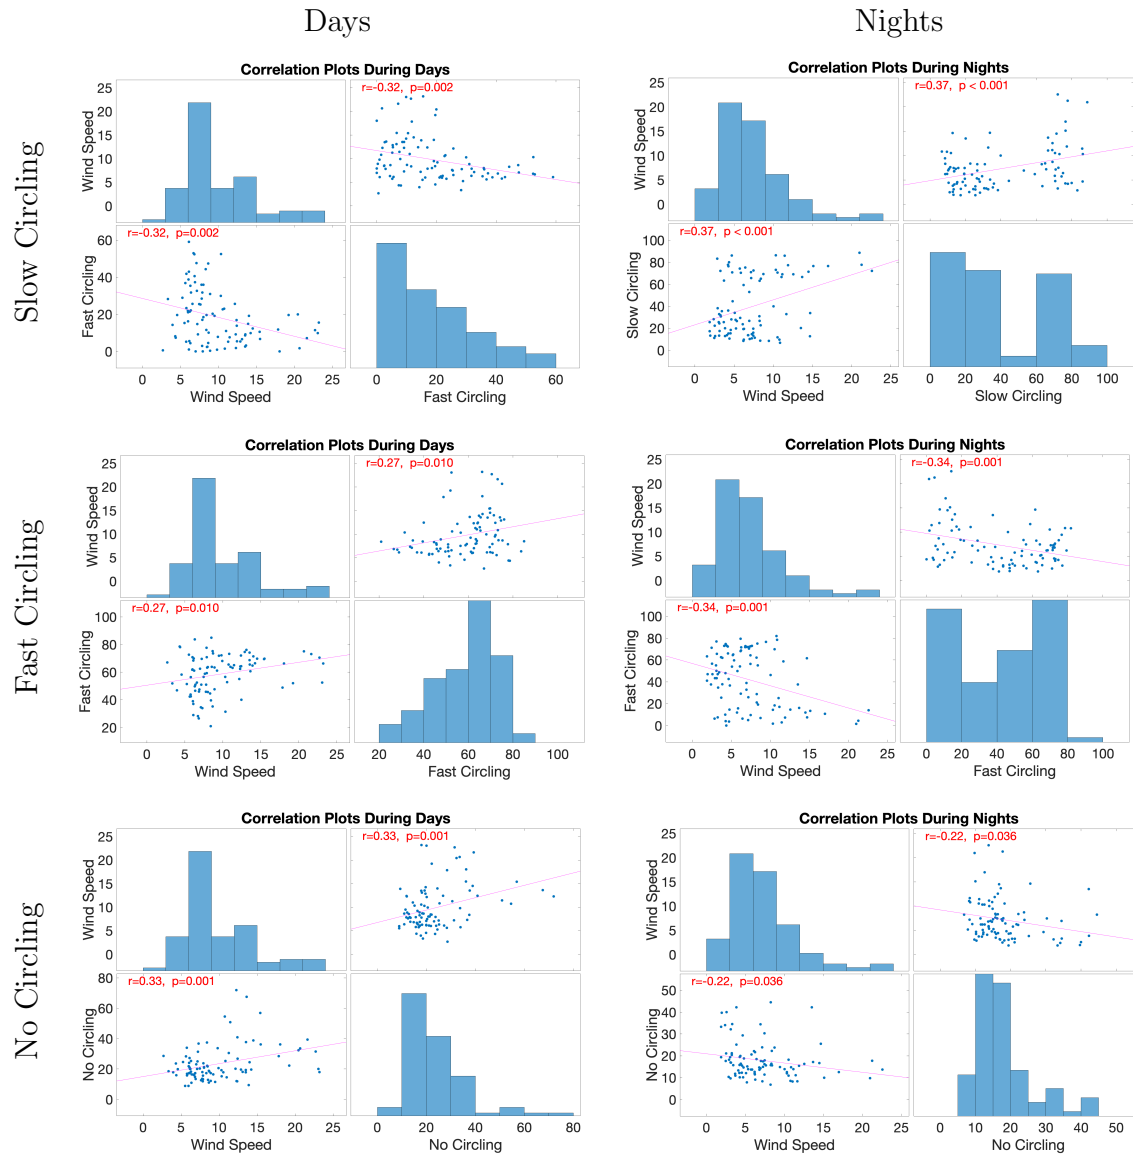 Days
Nights
Slow Circling
Correlation Plots During Days
r=-0.32, p=0.002
Wind Speed
25
20
15
10
5
0
r=-0.32, p=0.002
Fast Circling
60
40
20
0
0 5 10 15 20 25
Wind Speed
0 20 40 60
Fast Circling
Correlation Plots During Nights
r=0.37, p < 0.001
Wind Speed
25
20
15
10
5
0
r=0.37, p < 0.001
Slow Circling
100
80
60
40
20
0
0 5 10 15 20 25
Wind Speed
0 20 40 60 80 100
Slow Circling
Fast Circling
Correlation Plots During Days
r=0.27, p=0.010
Wind Speed
25
20
15
10
5
0
r=0.27, p=0.010
Fast Circling
100
80
60
40
20
0 5 10 15 20 25
Wind Speed
20 40 60 80 100
Fast Circling
Correlation Plots During Nights
r=-0.34, p=0.001
Wind Speed
25
20
15
10
5
0
r=-0.34, p=0.001
Fast Circling
100
80
60
40
20
0
0 5 10 15 20 25
Wind Speed
0 20 40 60 80 100
Fast Circling
No Circling
Correlation Plots During Days
r=0.33, p=0.001
Wind Speed
25
20
15
10
5
0
r=0.33, p=0.001
No Circling
80
60
40
20
0
0 5 10 15 20 25
Wind Speed
0 20 40 60 80
No Circling
Correlation Plots During Nights
r=-0.22, p=0.036
Wind Speed
25
20
15
10
5
0
r=-0.22, p=0.036
No Circling
50
40
30
20
10
0
0 5 10 15 20 25
Wind Speed
0 10 20 30 40 50
No Circling